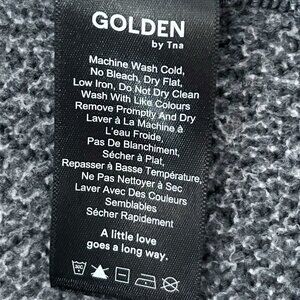 GOLDEN
by Tna
Machine Wash Cold,
No Bleach, Dry Flat,
Low Iron, Do Not Dry Clean
Wash With Like Colours
Remove Promptly And Dry
Laver à La Machine à
L'eau Froide,
Pas De Blanchiment,
Sécher à Plat,
Repasser à Basse Température,
Ne Pas Nettoyer à Sec
Laver Avec Des Couleurs
Semblables
Sécher Rapidement
A little love
goes a long way.